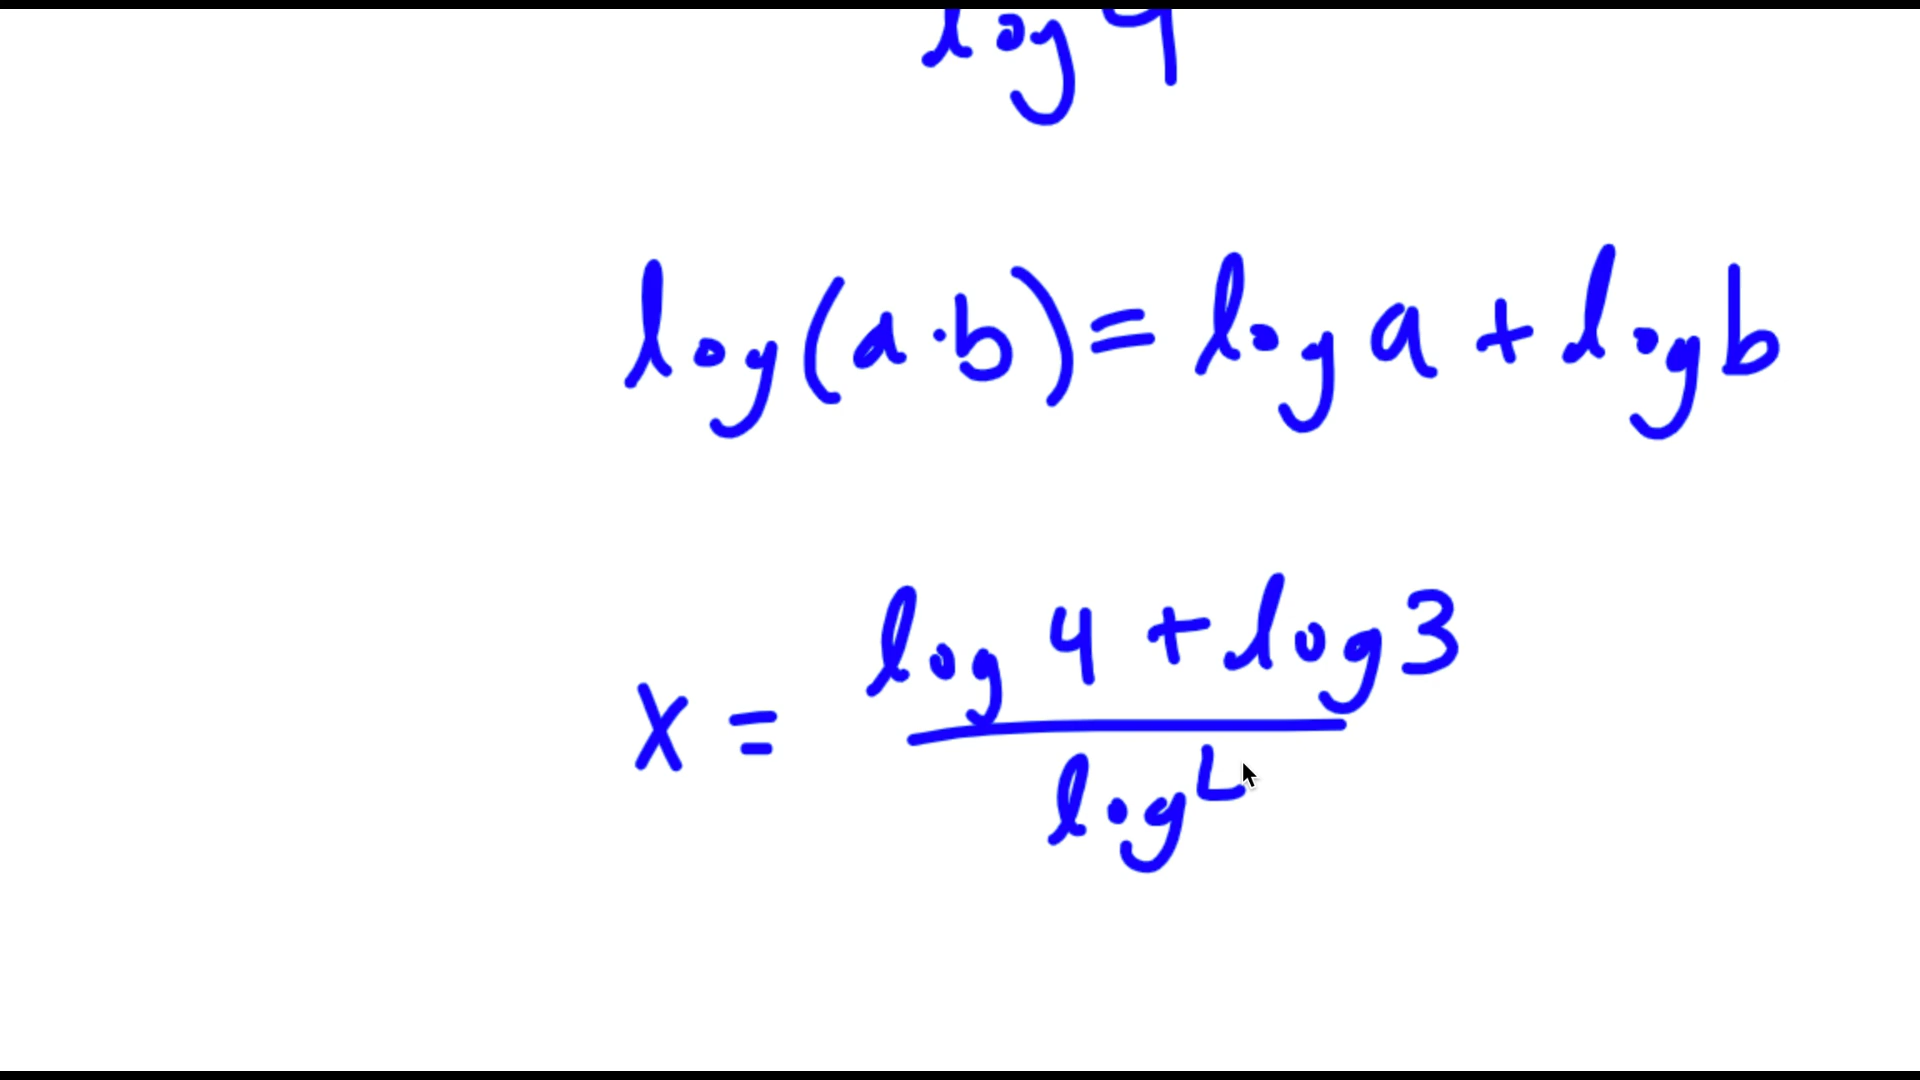 log 4
log(a·b) = log a + log b
x = log 4 + log 3
log L